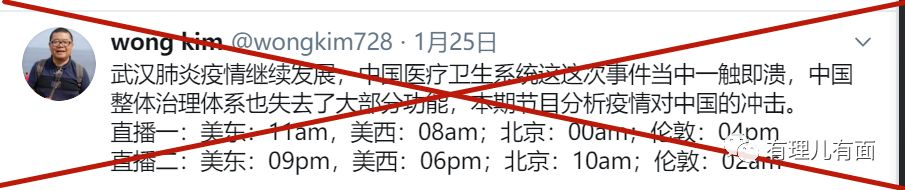 wong kim @wongkim728 · 1月25日
武汉肺炎疫情继续发展，中国医疗卫生系统这这次事件当中一触即溃，中国
整体治理体系也失去了大部分功能，本期节目分析疫情对中国的冲击。
直播一：美东：11am，美西：08am；北京：00am；伦敦：04pm
直播二：美东：09pm，美西：06pm；北京：10am；伦敦：02am
有理儿有面